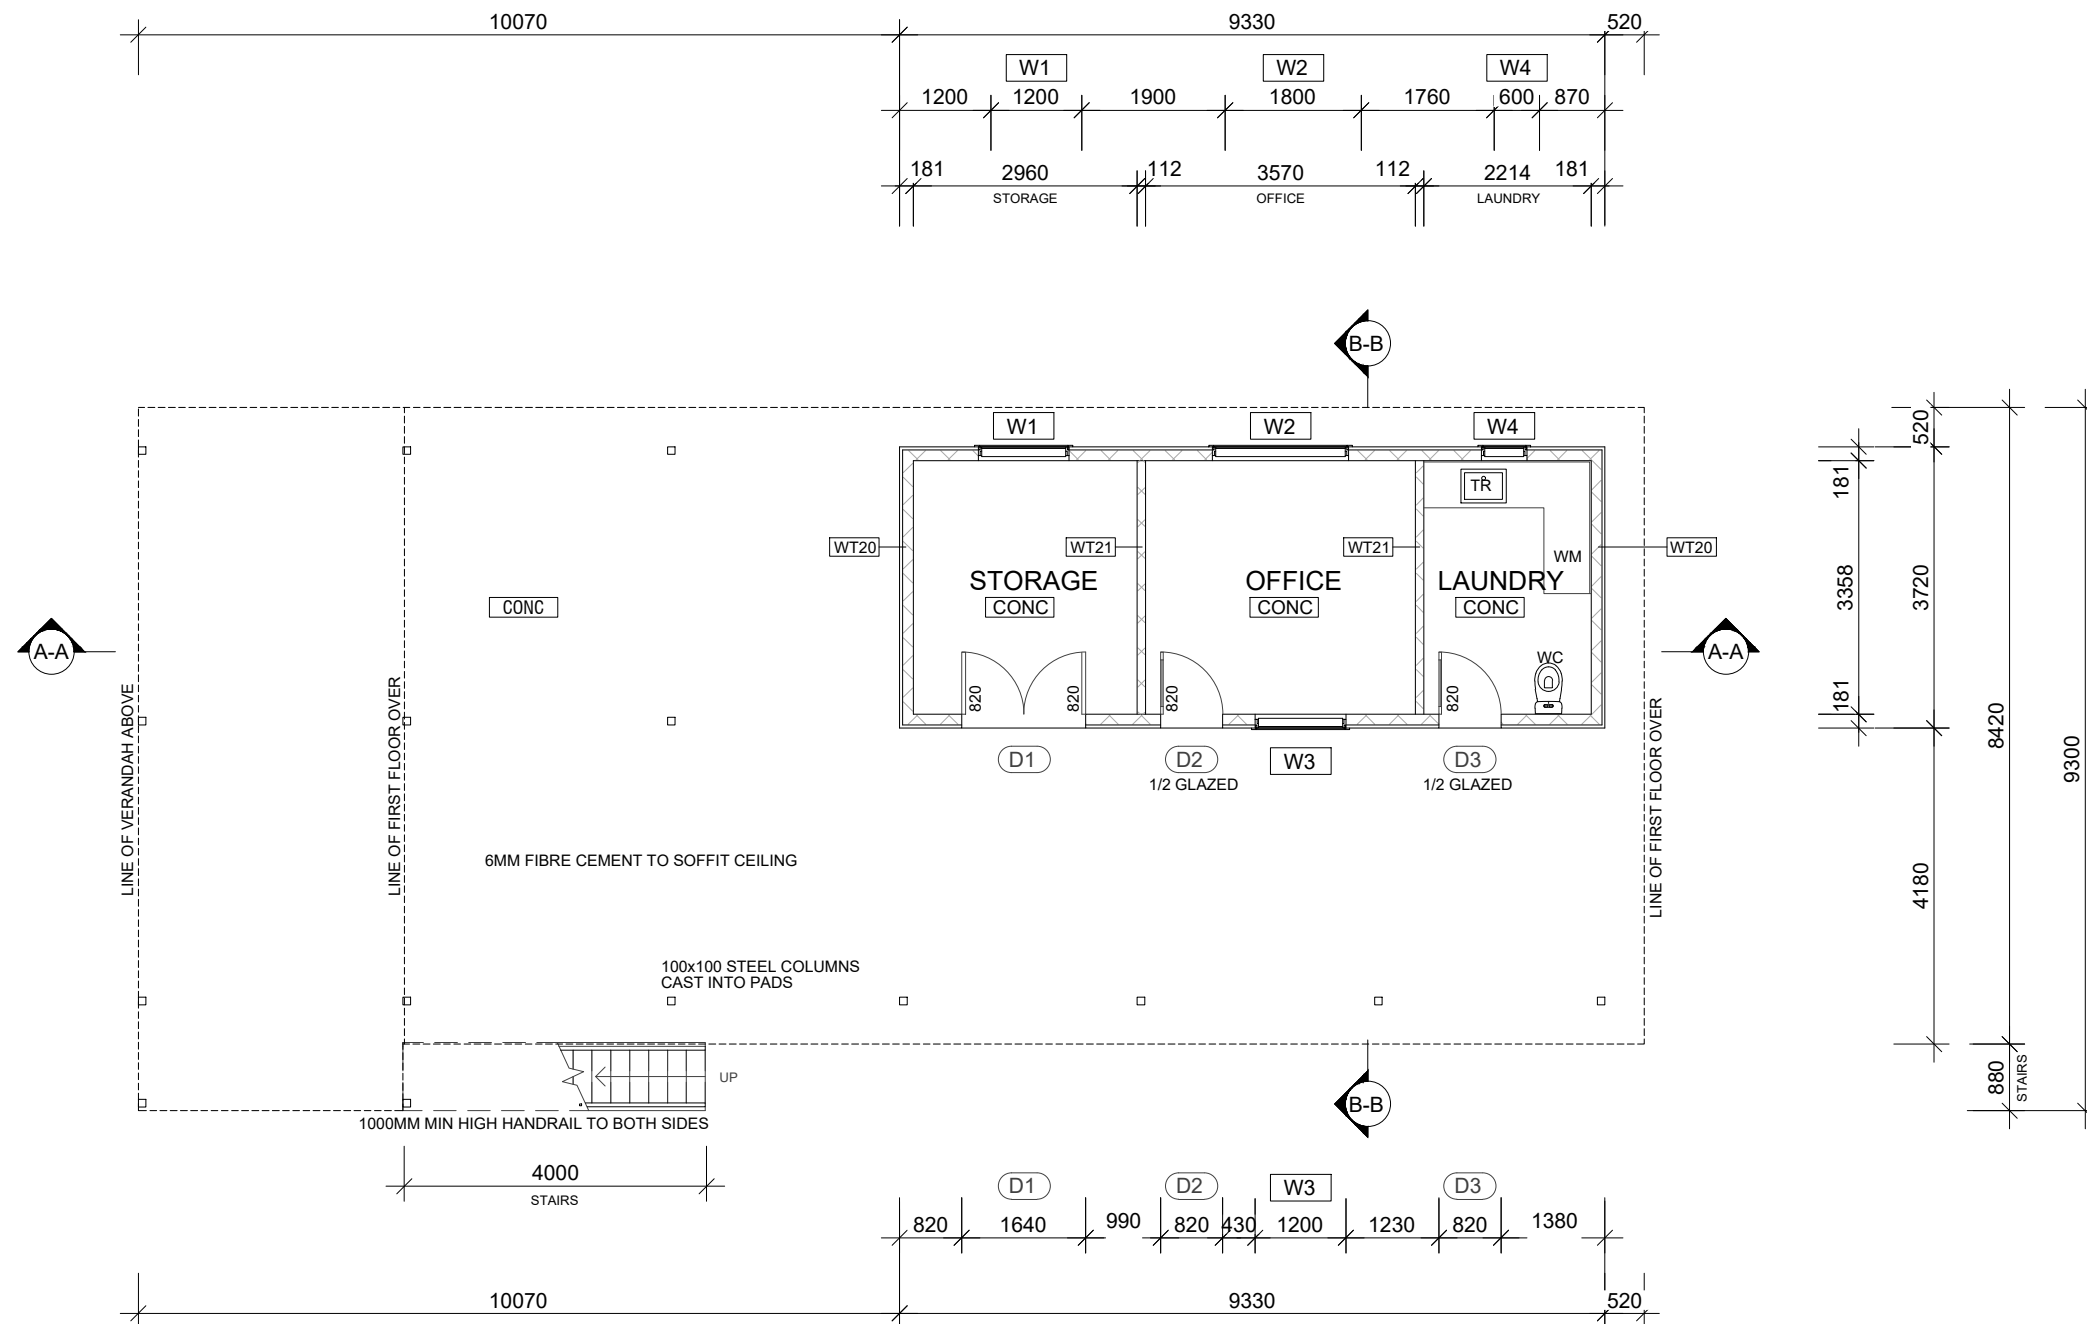 10070 9330 520
W1 W2 W4
1200 1200 1900 1800 1760 600 870
181 2960 112 3570 112 2214 181
STORAGE OFFICE LAUNDRY
B-B
W1 W2 W4
520
TR
181
WT20 WT21 WT21 WT20
WM
STORAGE OFFICE LAUNDRY
CONC CONC CONC CONC
3358 3720
A-A A-A
WC
820 820 820 820
181
LINE OF VERANDAH ABOVE
LINE OF FIRST FLOOR OVER
LINE OF FIRST FLOOR OVER
8420
9300
D1 D2 W3 D3
1/2 GLAZED 1/2 GLAZED
6MM FIBRE CEMENT TO SOFFIT CEILING
4180
100x100 STEEL COLUMNS
CAST INTO PADS
UP
880
STAIRS
B-B
1000MM MIN HIGH HANDRAIL TO BOTH SIDES
4000
STAIRS
D1 D2 W3 D3
820 1640 990 820 430 1200 1230 820 1380
10070 9330 520